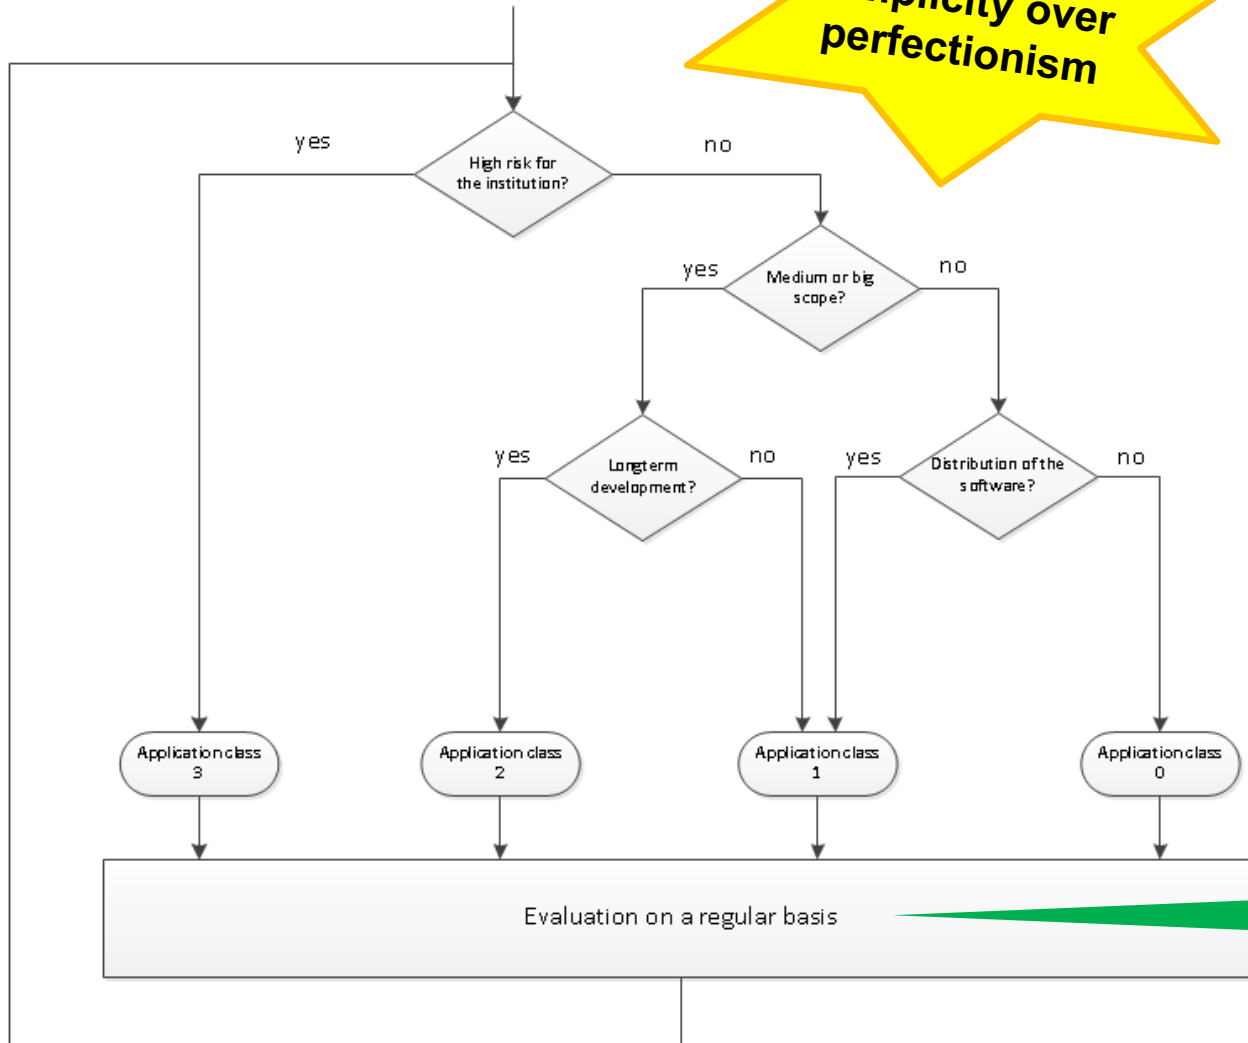 over
perfectionism
yes
no
High risk for
the institution?
yes
no
Medium or big
scope?
yes
no
yes
no
Longterm
development?
Distribution of the
software?
Application class
3
Application class
2
Application class
1
Application class
0
Evaluation on a regular basis